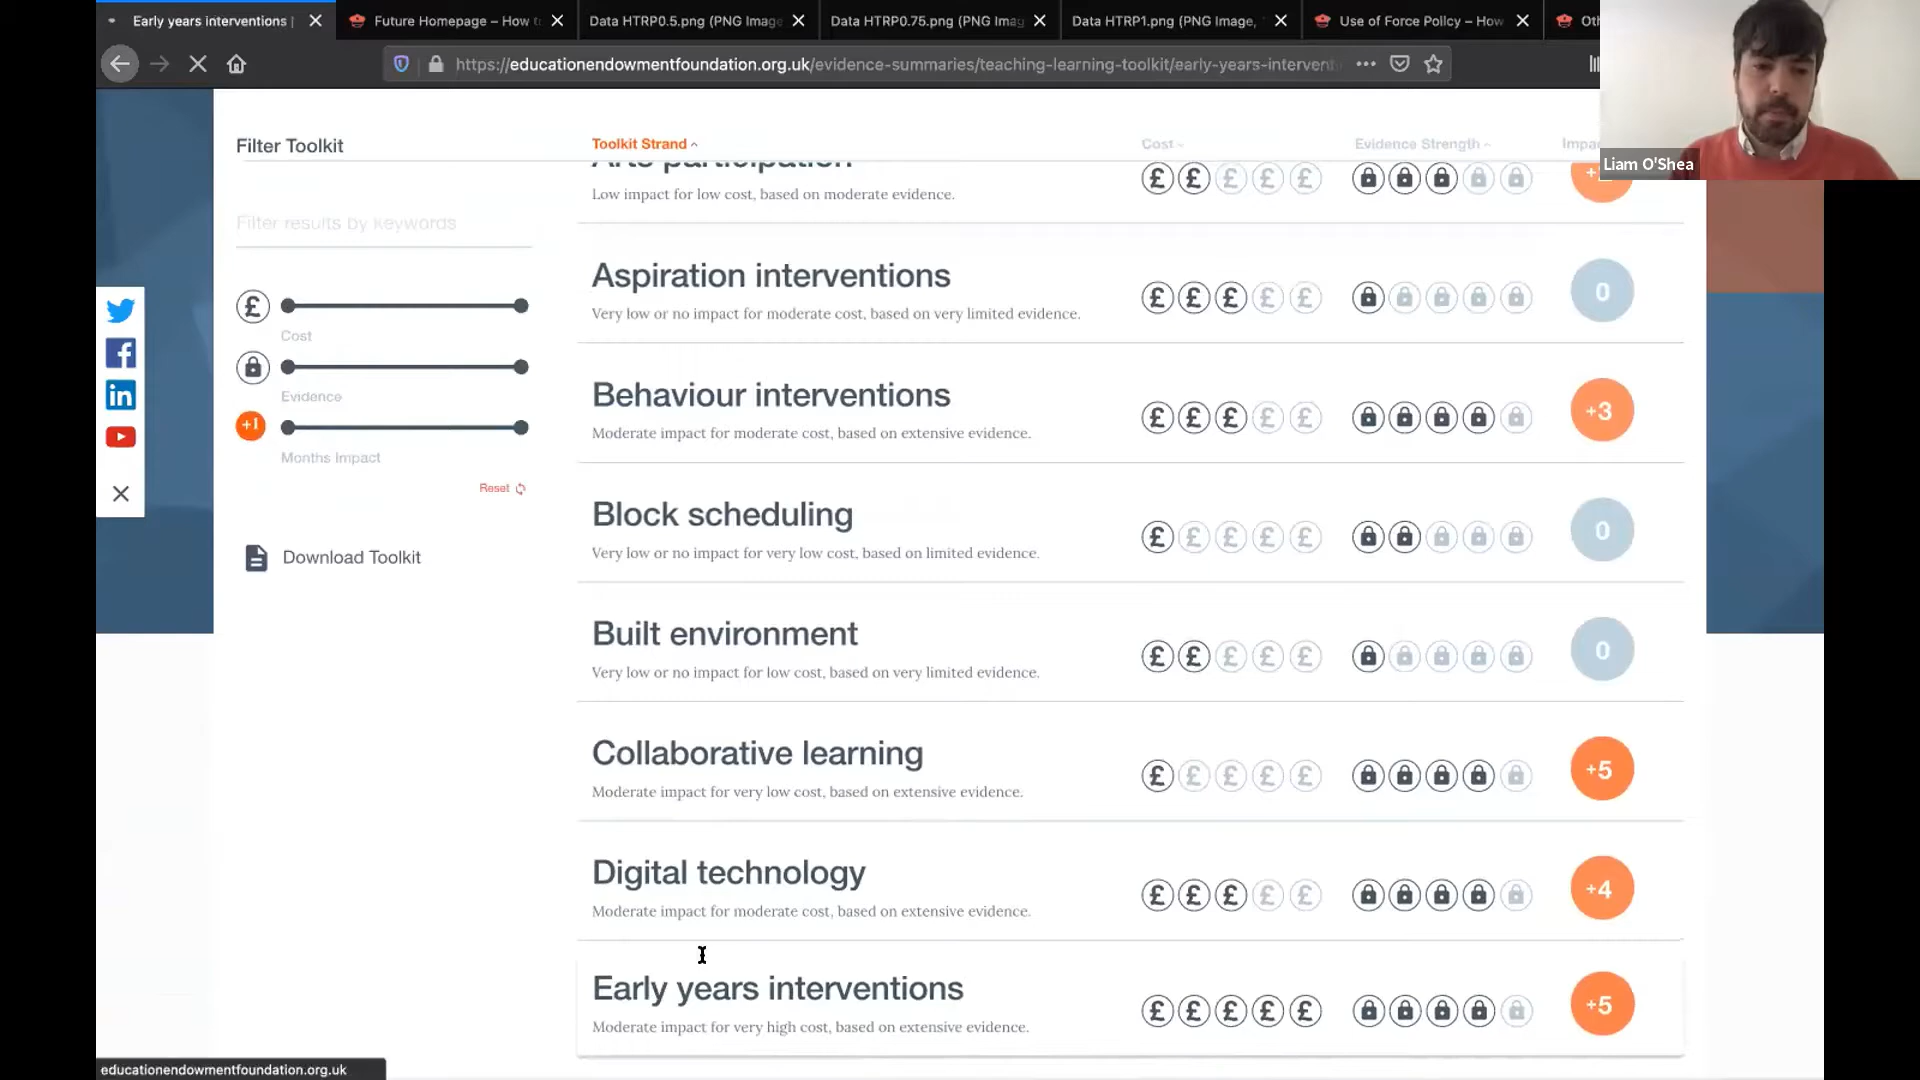 Early years interventions |
Future Homepage – How t
Data HTRP0.5.png (PNG Image
Data HTRP0.75.png (PNG Imag
Data HTRP1.png (PNG Image,
Use of Force Policy – How
Ot
https://educationendowmentfoundation.org.uk/evidence-summaries/teaching-learning-toolkit/early-years-intervent
Liam O'Shea
Filter Toolkit
Toolkit Strand
Cost
Evidence Strength
Impac
Filter results by keywords
£
Cost
Evidence
+1
Months Impact
Reset
Download Toolkit
Arts participation
Low impact for low cost, based on moderate evidence.
£ £ £ £ £
Aspiration interventions
Very low or no impact for moderate cost, based on very limited evidence.
£ £ £ £ £
0
Behaviour interventions
Moderate impact for moderate cost, based on extensive evidence.
£ £ £ £ £
+3
Block scheduling
Very low or no impact for very low cost, based on limited evidence.
£ £ £ £ £
0
Built environment
Very low or no impact for low cost, based on very limited evidence.
£ £ £ £ £
0
Collaborative learning
Moderate impact for very low cost, based on extensive evidence.
£ £ £ £ £
+5
Digital technology
Moderate impact for moderate cost, based on extensive evidence.
£ £ £ £ £
+4
Early years interventions
Moderate impact for very high cost, based on extensive evidence.
£ £ £ £ £
+5
educationendowmentfoundation.org.uk